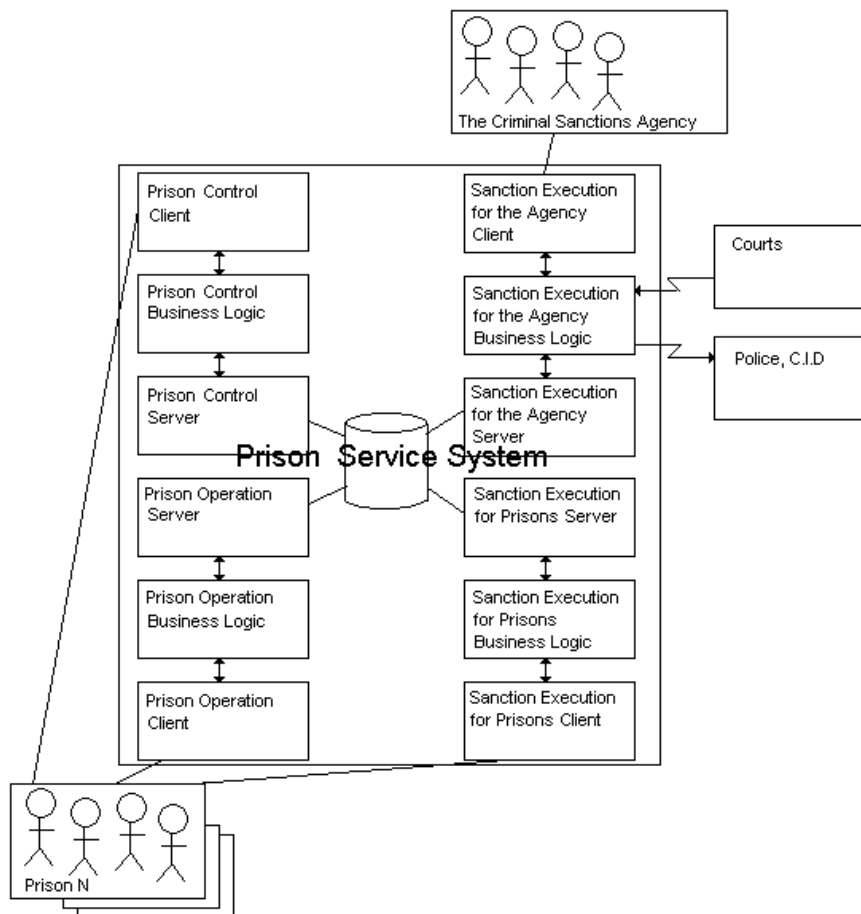 The Criminal Sanctions Agency
Prison Control
Client
Sanction Execution
for the Agency
Client
Courts
Prison Control
Business Logic
Sanction Execution
for the Agency
Business Logic
Police, C.I.D
Prison Control
Server
Sanction Execution
for the Agency
Server
Prison Service System
Prison Operation
Server
Sanction Execution
for Prisons Server
Prison Operation
Business Logic
Sanction Execution
for Prisons
Business Logic
Prison Operation
Client
Sanction Execution
for Prisons Client
Prison N